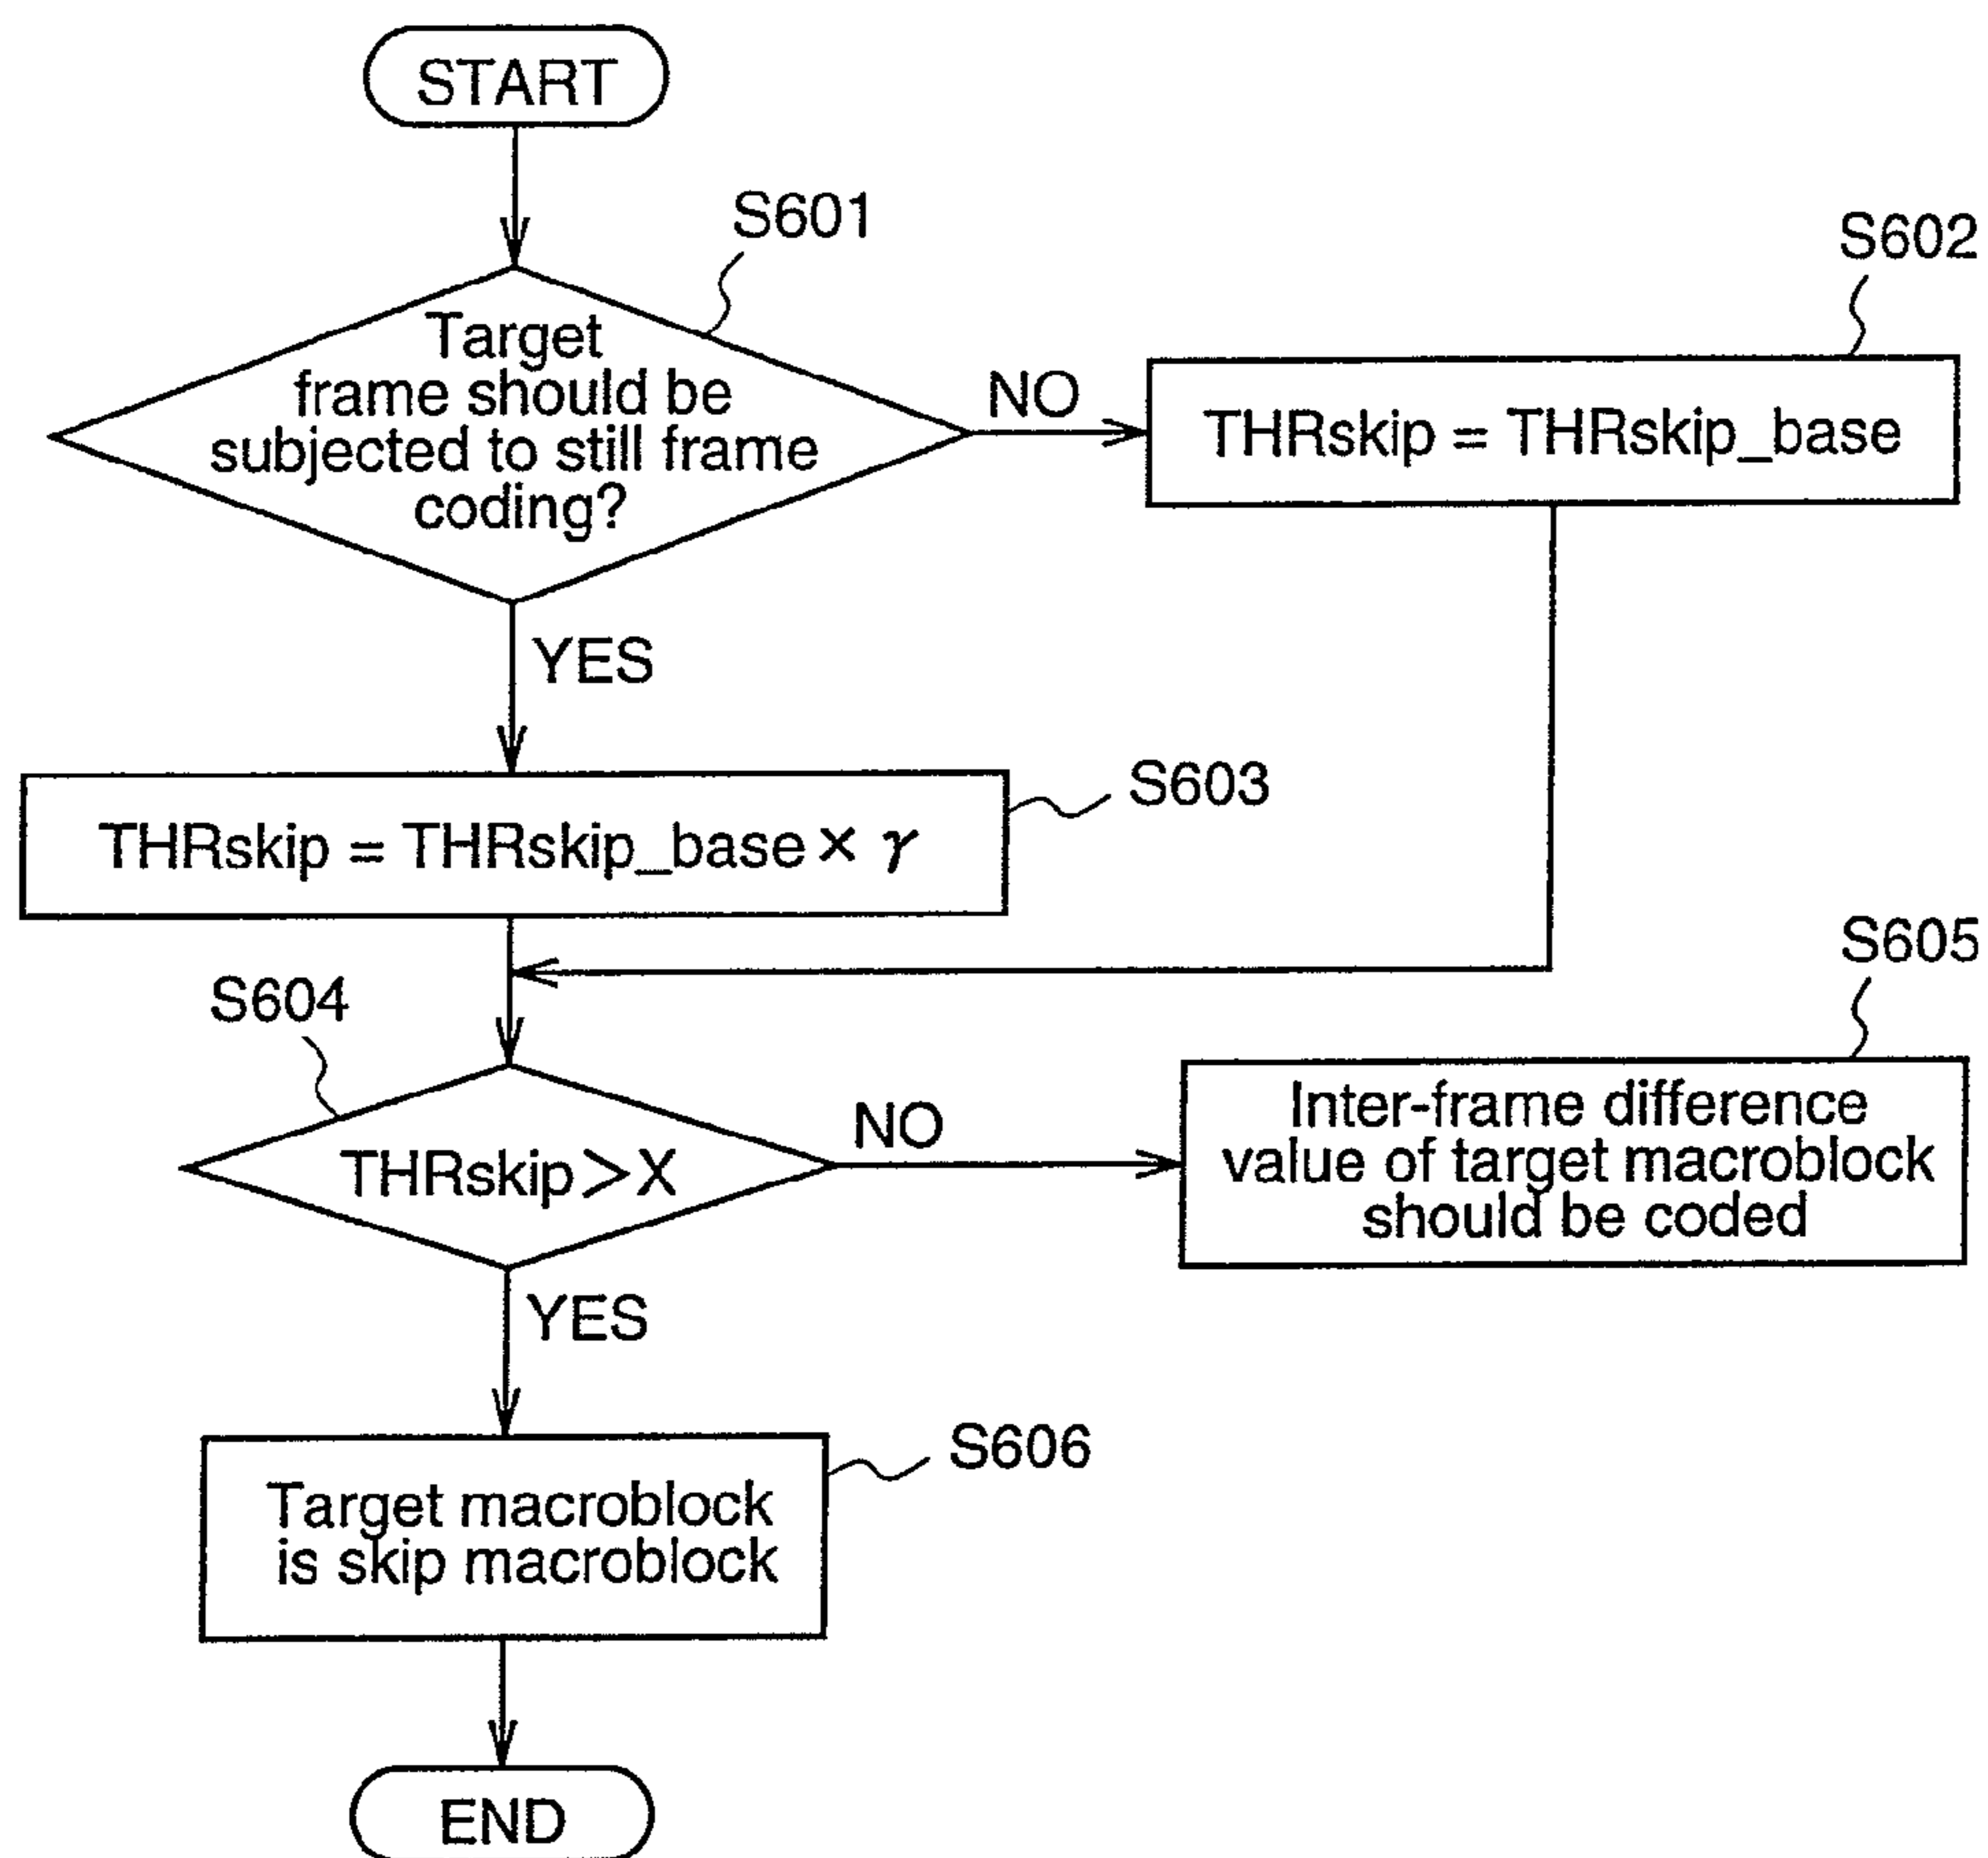 START
S601
Target
frame should be
subjected to still frame
coding?
NO
S602
THRskip = THRskip_base
YES
S603
THRskip = THRskip_base × γ
S604
THRskip>X
NO
S605
Inter-frame difference
value of target macroblock
should be coded
YES
S606
Target macroblock
is skip macroblock
END